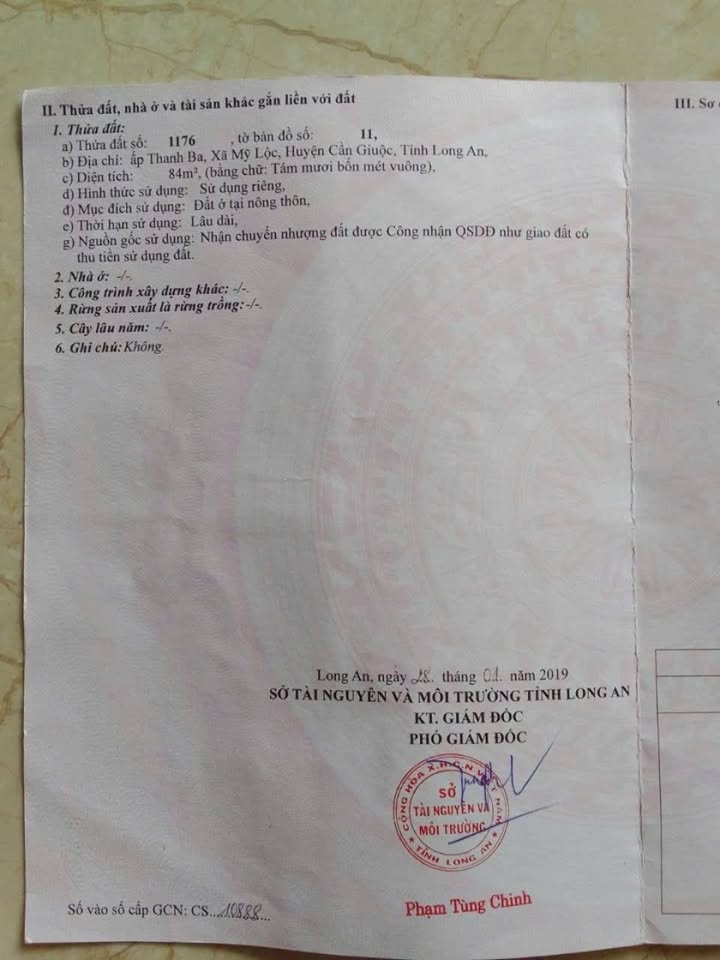 II. Thửa đất, nhà ở và tài sản khác gắn liền với đất
1. Thửa đất:
a) Thửa đất số: 1176 , tờ bản đồ số: 11,
b) Địa chỉ: ấp Thanh Ba, Xã Mỹ Lộc, Huyện Cần Giuộc, Tỉnh Long An,
c) Diện tích: 84m², (bằng chữ: Tám mươi bốn mét vuông),
d) Hình thức sử dụng: Sử dụng riêng,
đ) Mục đích sử dụng: Đất ở tại nông thôn,
e) Thời hạn sử dụng: Lâu dài,
g) Nguồn gốc sử dụng: Nhận chuyển nhượng đất được Công nhận QSDĐ như giao đất có
thu tiền sử dụng đất.
2. Nhà ở: -/-.
3. Công trình xây dựng khác: -/-.
4. Rừng sản xuất là rừng trồng: -/-.
5. Cây lâu năm: -/-.
6. Ghi chú: Không.
III. Sơ
Long An, ngày 28. tháng 01. năm 2019
SỞ TÀI NGUYÊN VÀ MÔI TRƯỜNG TỈNH LONG AN
KT. GIÁM ĐỐC
PHÓ GIÁM ĐỐC
CỘNG HÒA X.H.C.N VIỆT NAM
SỞ
TÀI NGUYÊN VÀ
MÔI TRƯỜNG
★ TỈNH LONG AN ★
Phạm Tùng Chinh
Số vào sổ cấp GCN: CS...10888...